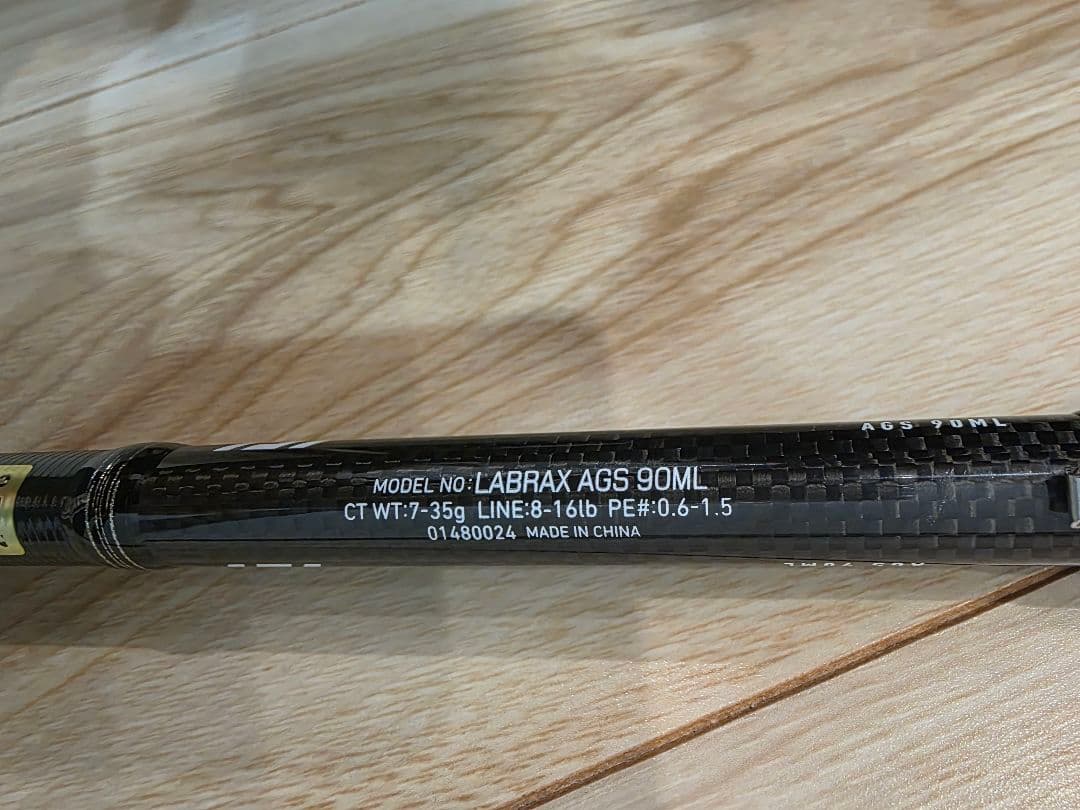 AGS 90ML
MODEL NO:LABRAX AGS 90ML
CT WT:7-35g LINE:8-16lb PE#:0.6-1.5
01480024 MADE IN CHINA